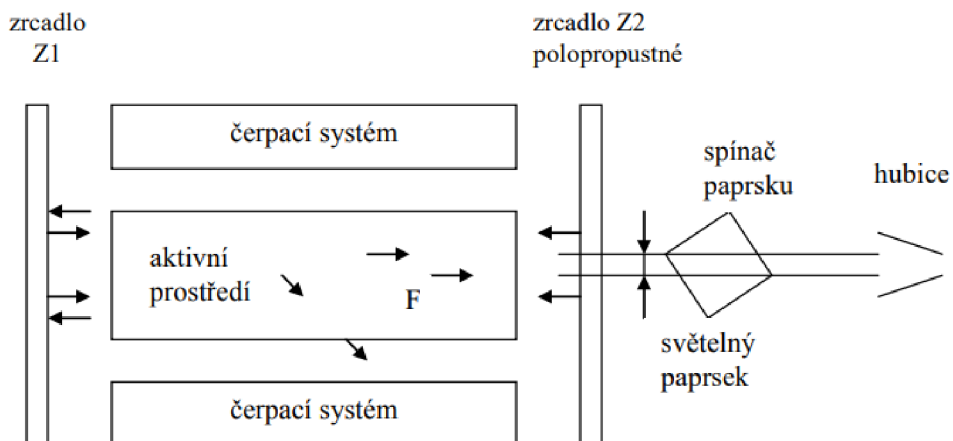 zrcadlo
Z1
zrcadlo Z2
polopropustné
čerpací systém
spínač
paprsku
hubice
aktivní
prostředí
F
světelný
paprsek
čerpací systém